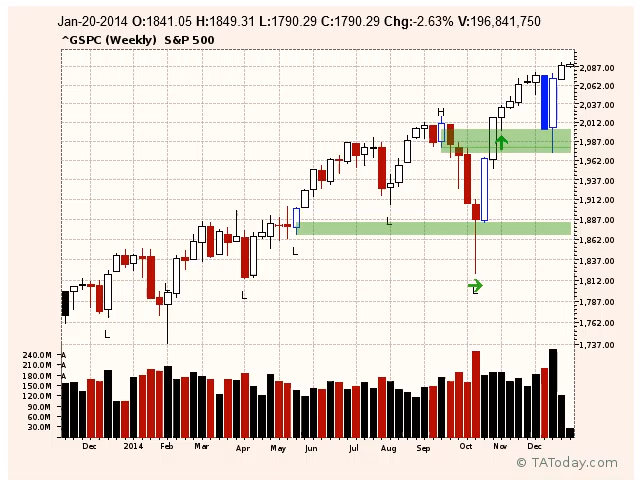 Jan-20-2014 O:1841.05 H:1849.31 L:1790.29 C:1790.29 Chg:-2.63% V:196,841,750
^GSPC (Weekly) S&P 500
2,087.00
2,062.00
2,037.00
2,012.00
1,987.00
1,962.00
1,937.00
1,912.00
1,887.00
1,862.00
1,837.00
1,812.00
1,787.00
1,762.00
1,737.00
H
L
L
L
L
L
L
240.0M A
210.0M A
180.0M A
150.0M A
120.0M
90.0M
60.0M
30.0M
Dec 2014 Feb Mar Apr May Jun Jul Aug Sep Oct Nov Dec
© TAToday.com